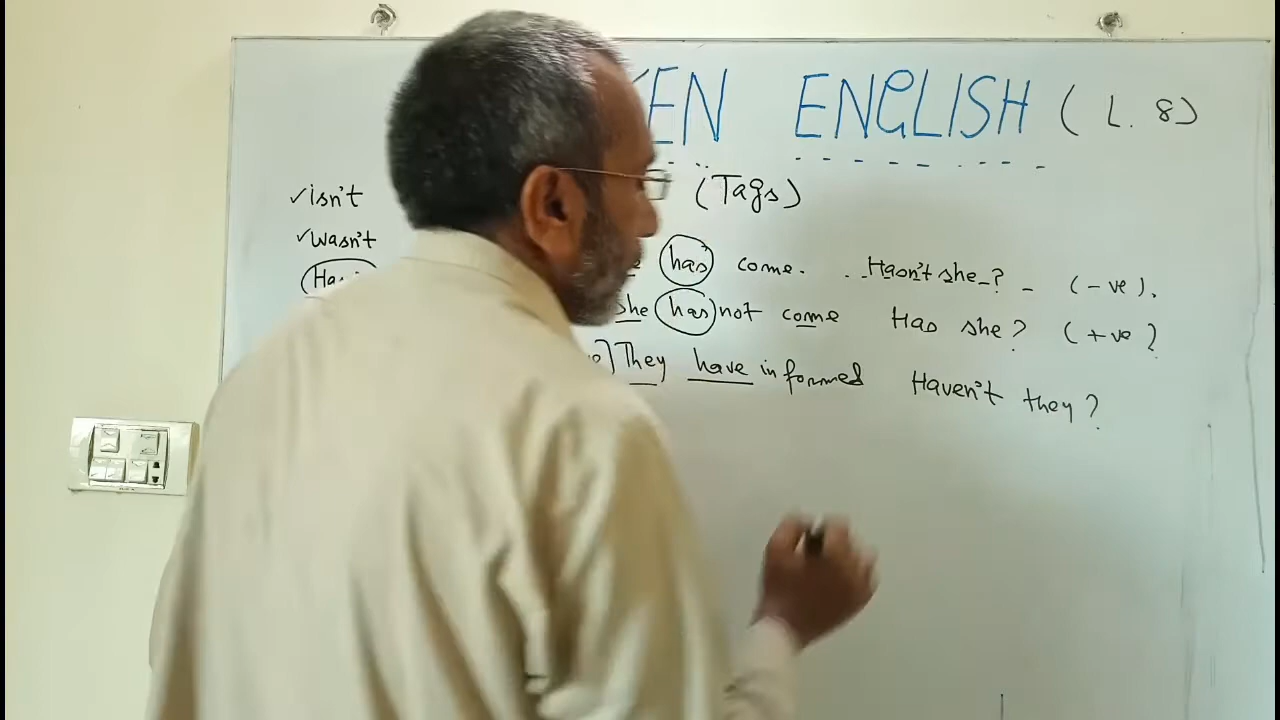 ENGLISH ( L. 8)
✓isn't (Tags)
✓wasn't
has come. Hasn't she? - (-ve).
she has not come Has she? (+ve)
They have informed Haven't they?